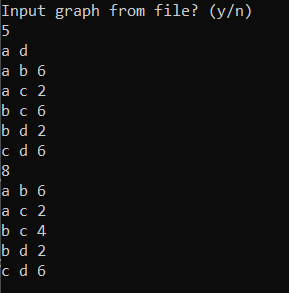 Input graph from file? (y/n)
5
a d
a b 6
a c 2
b c 6
b d 2
c d 6
8
a b 6
a c 2
b c 4
b d 2
c d 6